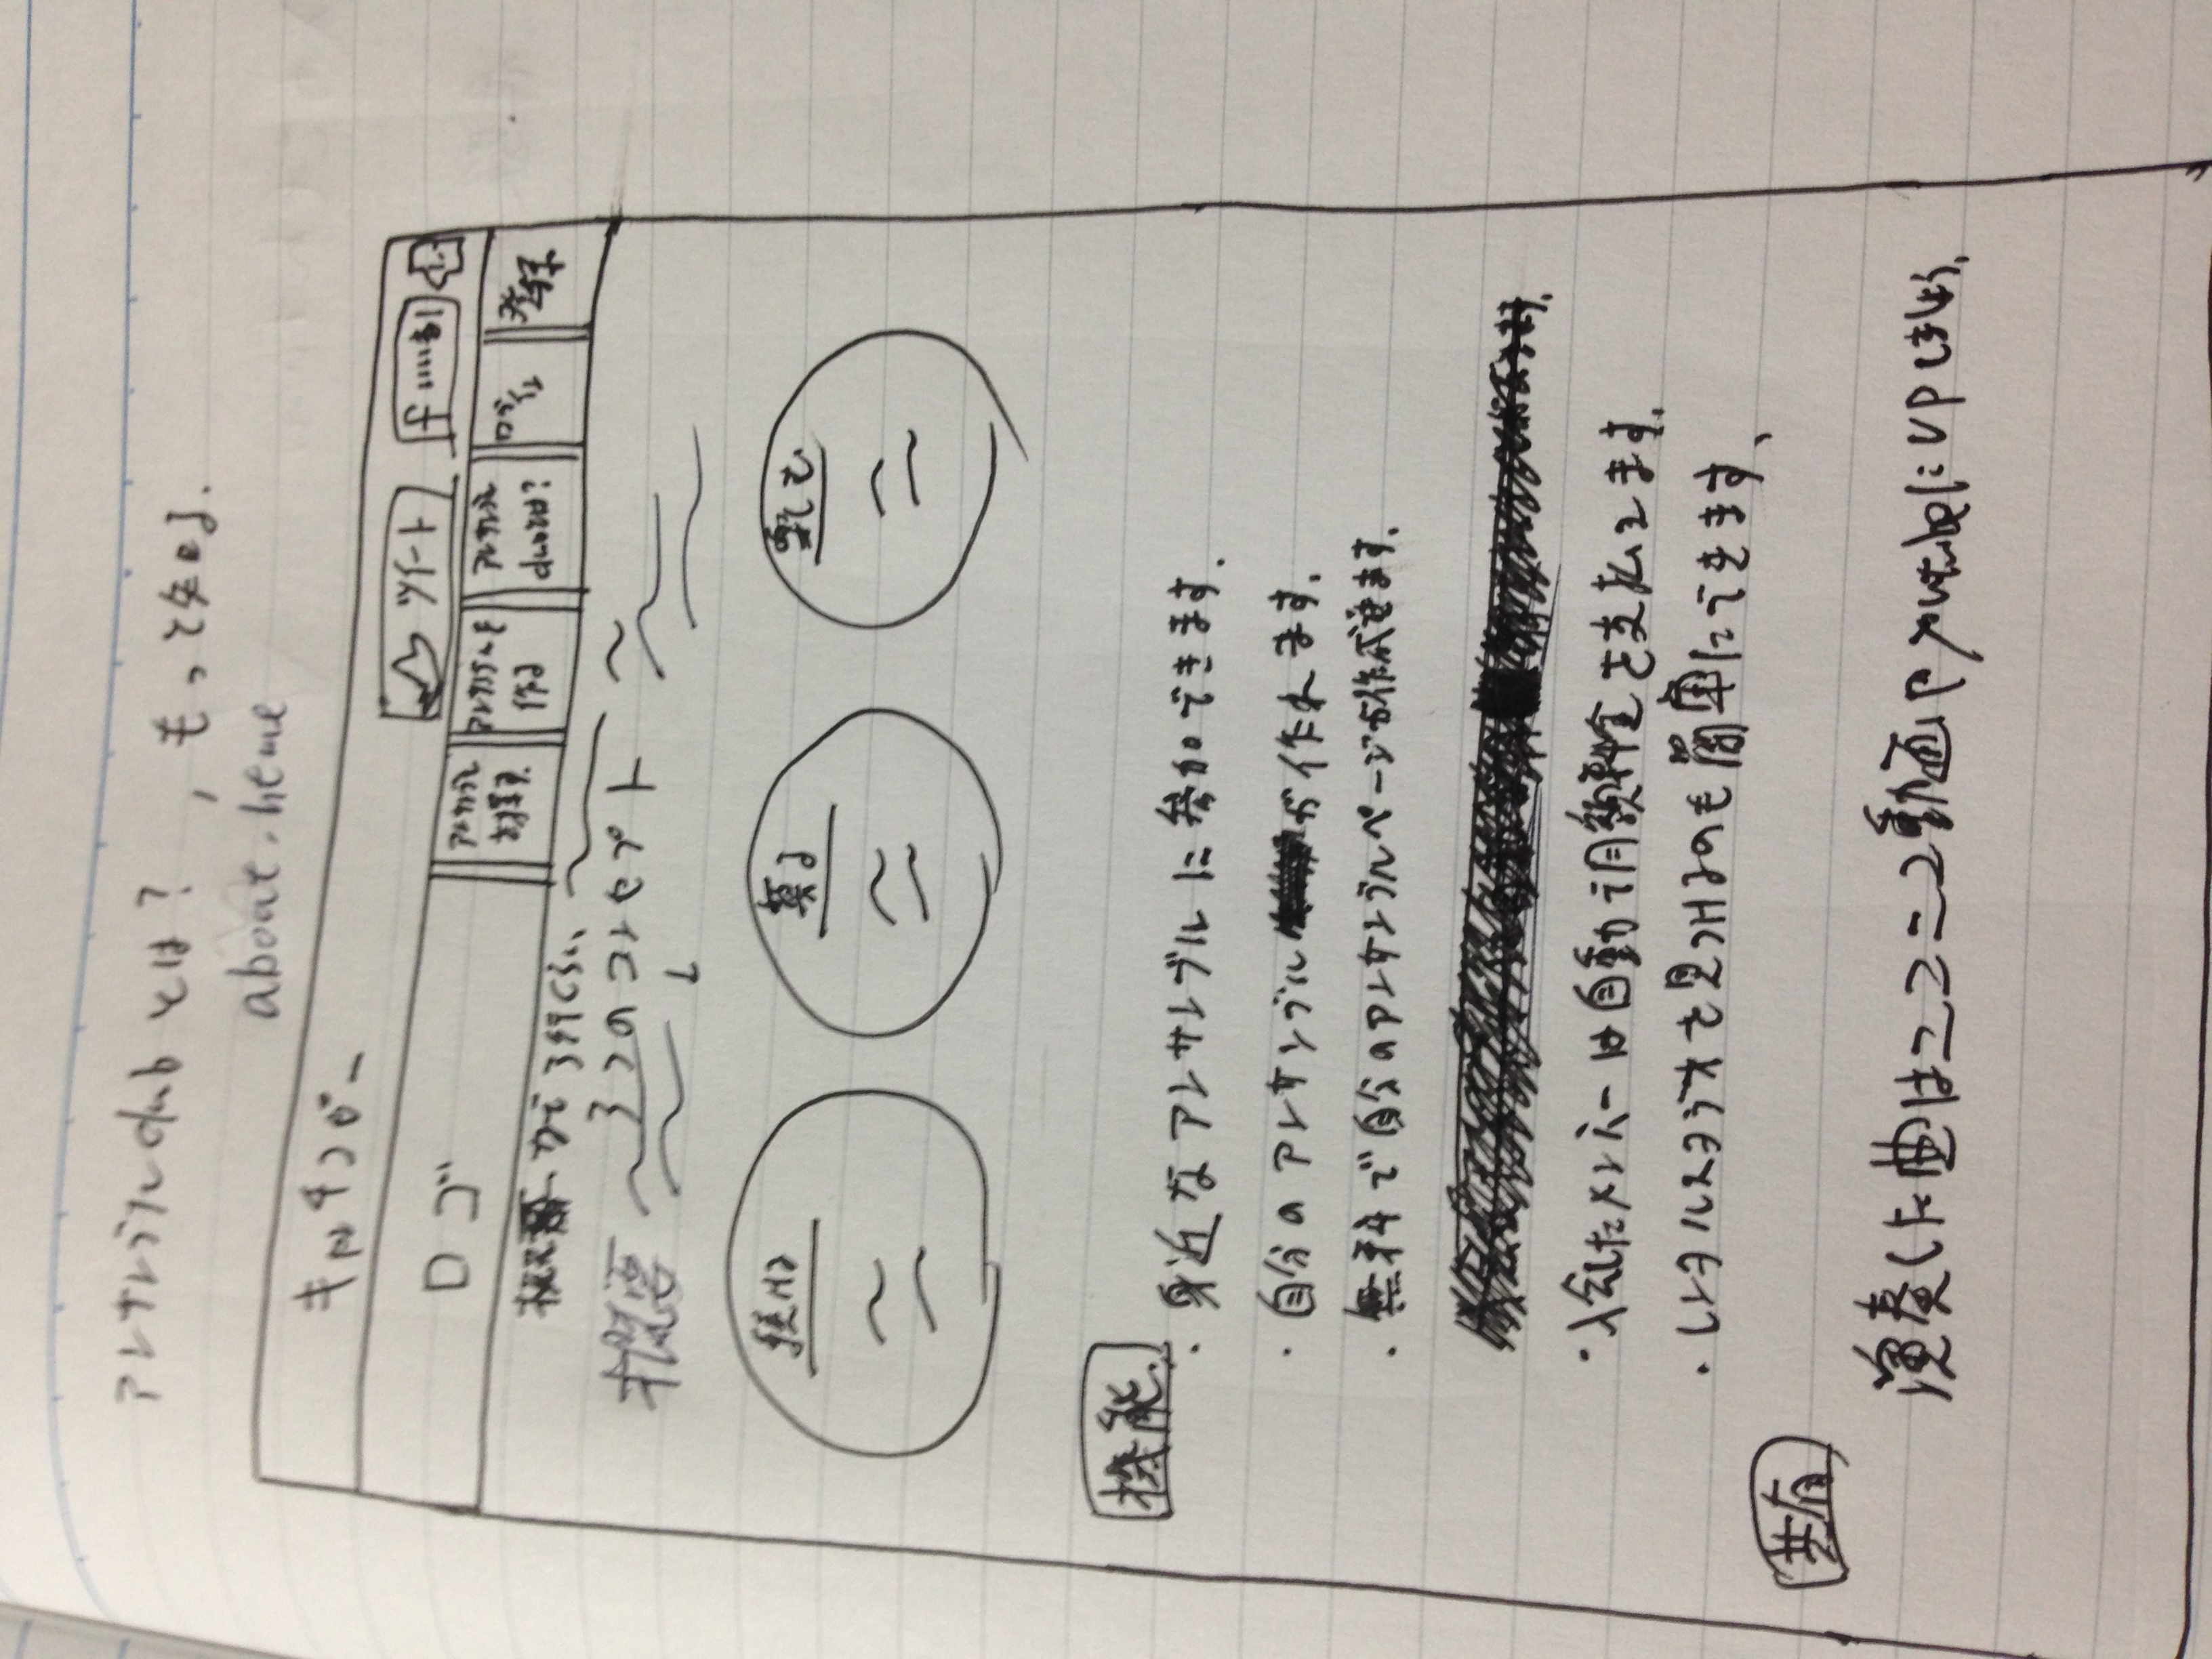 アンサンブルclubとは?, もっと知る.
about.html
キャッチコピー
ツイート
f いいね!
ロゴ
アンサンブルを探す.
アンサンブルを作る
アンサンブルclubとは?
ログイン
登録
で3行くらい
概要
3つのコンセプト
↓
続ける
募る
楽しむ
機能.
・身近なアンサンブルに参加できます.
・自分のアンサンブルが作れます.
・無料で自分のアンサンブルページが作成できます.
・入会したメンバーは自動で月額料金を支払えます.
・レンタルスタジオを見つけるのも簡単にできます、
共有
演奏した曲はニコニコ動画やYoutubeにUPしましょう.